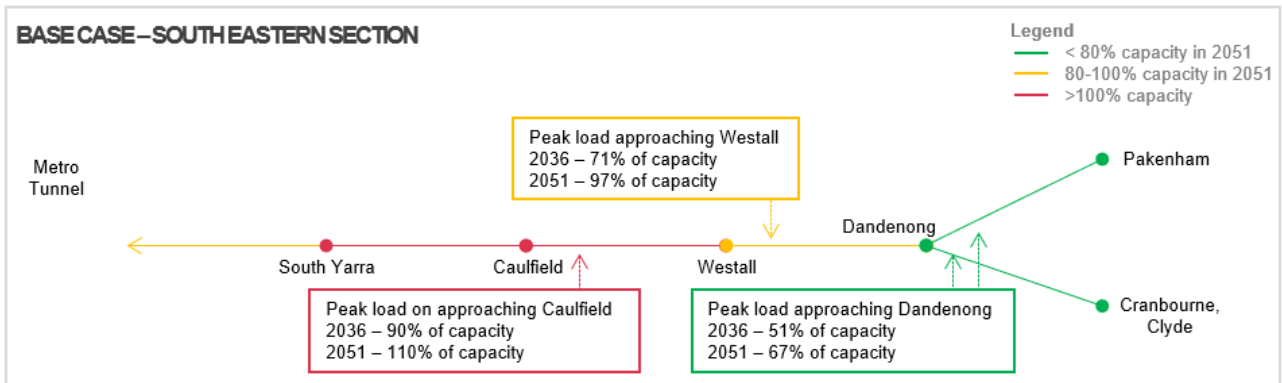 BASE CASE – SOUTH EASTERN SECTION
Legend
< 80% capacity in 2051
80-100% capacity in 2051
>100% capacity
Peak load approaching Westall
2036 – 71% of capacity
2051 – 97% of capacity
Metro
Tunnel
Pakenham
Dandenong
South Yarra
Caulfield
Westall
Peak load on approaching Caulfield
2036 – 90% of capacity
2051 – 110% of capacity
Peak load approaching Dandenong
2036 – 51% of capacity
2051 – 67% of capacity
Cranbourne,
Clyde